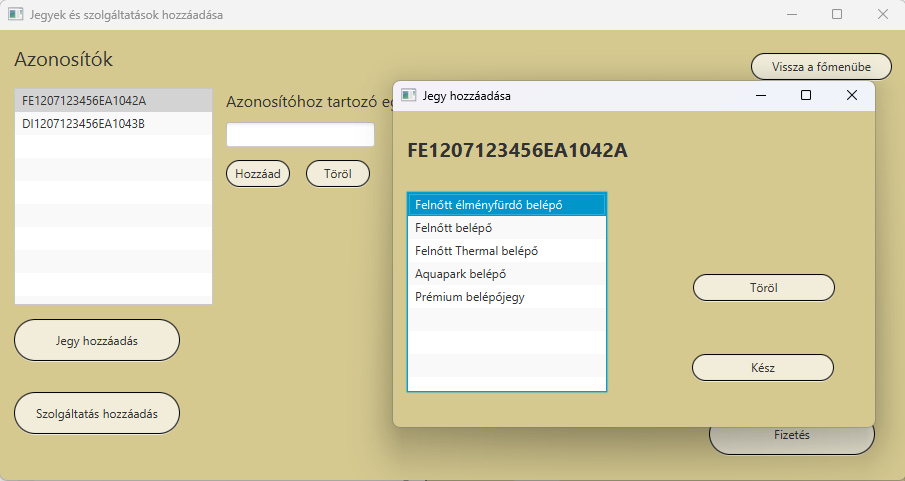 Jegyek és szolgáltatások hozzáadása
Azonosítók
Vissza a főmenübe
FE1207123456EA1042A
DI1207123456EA1043B
Azonosítóhoz tartozó
Hozzáad
Töröl
Jegy hozzáadás
Szolgáltatás hozzáadás
Jegy hozzáadása
FE1207123456EA1042A
Felnőtt élményfürdő belépő
Felnőtt belépő
Felnőtt Thermal belépő
Aquapark belépő
Prémium belépőjegy
Töröl
Kész
Fizetés